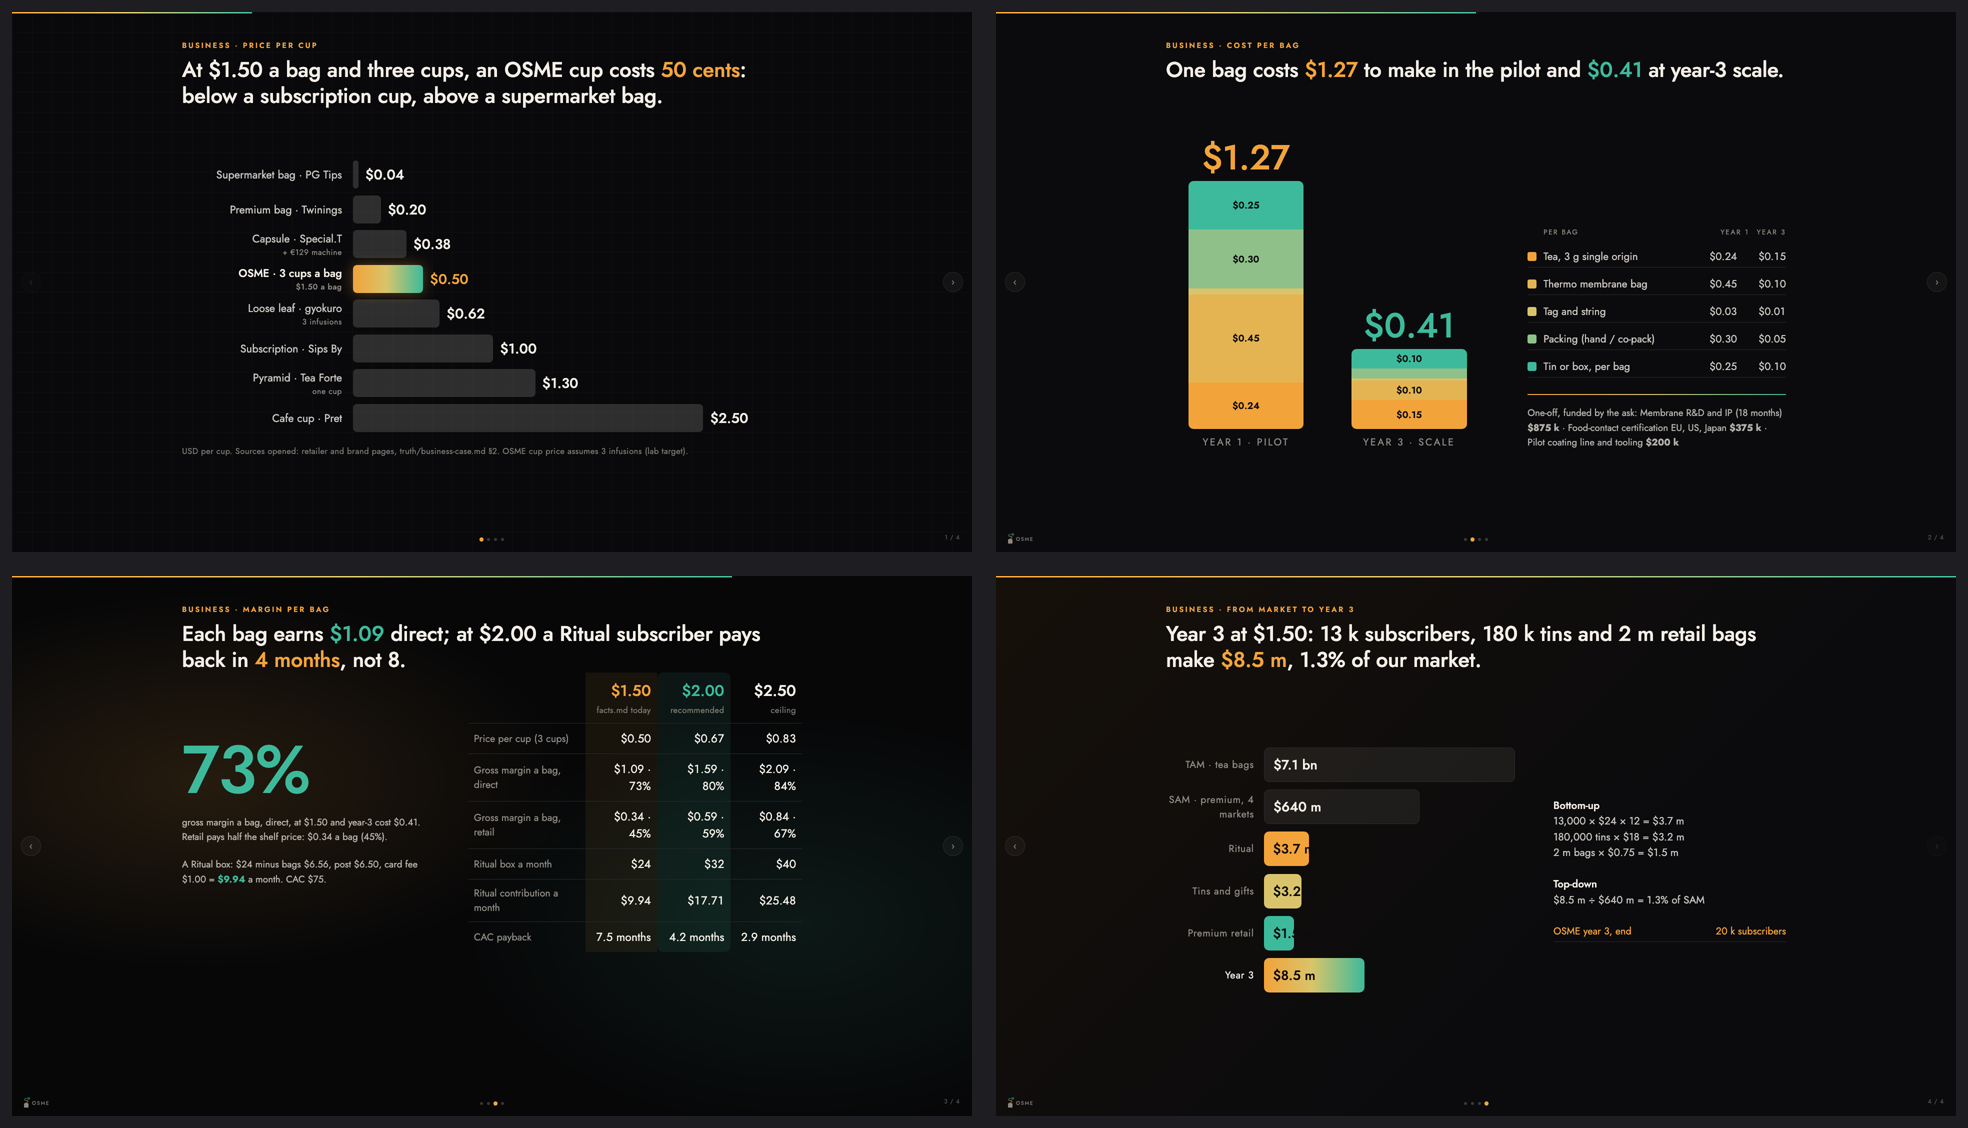 BUSINESS · PRICE PER CUP
At $1.50 a bag and three cups, an OSME cup costs 50 cents:
below a subscription cup, above a supermarket bag.
Supermarket bag · PG Tips $0.04
Premium bag · Twinings $0.20
Capsule · Special.T $0.38
+ €129 machine
OSME · 3 cups a bag $0.50
$1.50 a bag
Loose leaf · gyokuro $0.62
3 infusions
Subscription · Sips By $1.00
Pyramid · Tea Forte $1.30
one cup
Cafe cup · Pret $2.50
USD per cup. Sources opened: retailer and brand pages, truth/business-case.md §2. OSME cup price assumes 3 infusions (lab target).
1 / 4
BUSINESS · COST PER BAG
One bag costs $1.27 to make in the pilot and $0.41 at year-3 scale.
$1.27
$0.25
$0.30
$0.45
$0.24
YEAR 1 · PILOT
$0.41
$0.10
$0.10
$0.15
YEAR 3 · SCALE
PER BAG YEAR 1 YEAR 3
Tea, 3 g single origin $0.24 $0.15
Thermo membrane bag $0.45 $0.10
Tag and string $0.03 $0.01
Packing (hand / co-pack) $0.30 $0.05
Tin or box, per bag $0.25 $0.10
One-off, funded by the ask: Membrane R&D and IP (18 months)
$875 k · Food-contact certification EU, US, Japan $375 k ·
Pilot coating line and tooling $200 k
OSME
2 / 4
BUSINESS · MARGIN PER BAG
Each bag earns $1.09 direct; at $2.00 a Ritual subscriber pays
back in 4 months, not 8.
73%
gross margin a bag, direct, at $1.50 and year-3 cost $0.41.
Retail pays half the shelf price: $0.34 a bag (45%).
A Ritual box: $24 minus bags $6.56, post $6.50, card fee
$1.00 = $9.94 a month. CAC $75.
$1.50 $2.00 $2.50
facts.md today recommended ceiling
Price per cup (3 cups) $0.50 $0.67 $0.83
Gross margin a bag, $1.09 · $1.59 · $2.09 ·
direct 73% 80% 84%
Gross margin a bag, $0.34 · $0.59 · $0.84 ·
retail 45% 59% 67%
Ritual box a month $24 $32 $40
Ritual contribution a
month $9.94 $17.71 $25.48
CAC payback 7.5 months 4.2 months 2.9 months
OSME
3 / 4
BUSINESS · FROM MARKET TO YEAR 3
Year 3 at $1.50: 13 k subscribers, 180 k tins and 2 m retail bags
make $8.5 m, 1.3% of our market.
TAM · tea bags $7.1 bn
SAM · premium, 4 $640 m
markets
Ritual $3.7
Tins and gifts $3.2
Premium retail $1.5
Year 3 $8.5 m
Bottom-up
13,000 × $24 × 12 = $3.7 m
180,000 tins × $18 = $3.2 m
2 m bags × $0.75 = $1.5 m
Top-down
$8.5 m ÷ $640 m = 1.3% of SAM
OSME year 3, end 20 k subscribers
OSME
4 / 4